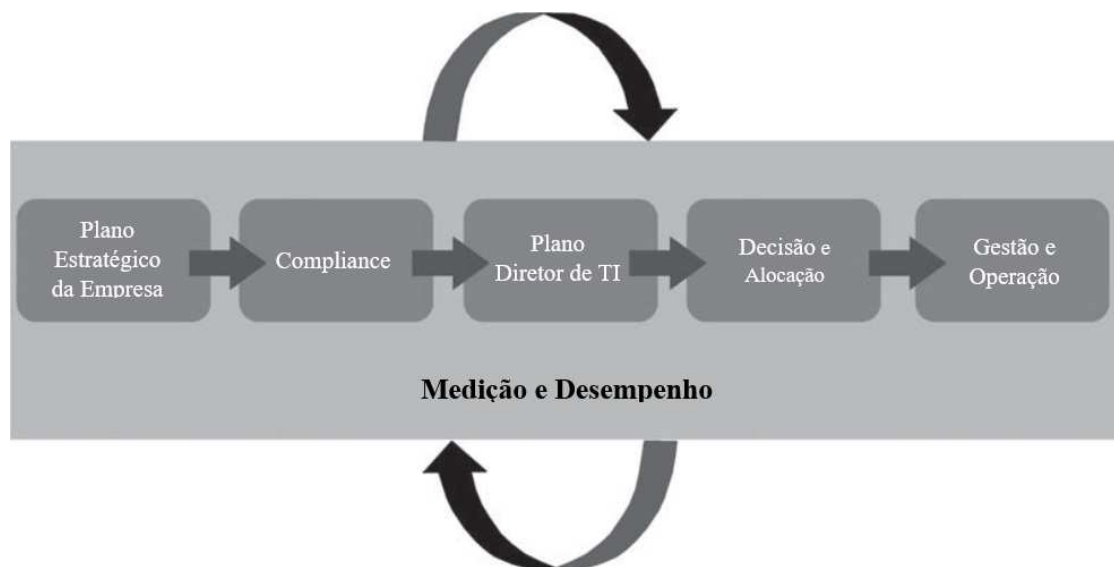 Plano
Estratégico
da Empresa
Compliance
Plano
Diretor de TI
Decisão e
Alocação
Gestão e
Operação
Medição e Desempenho